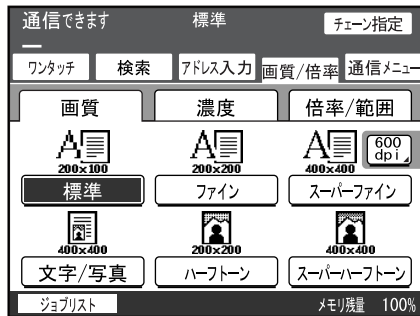 通信できます 標準 チェーン指定
ワンタッチ 検索 アドレス入力 画質/倍率 通信メニュー
画質 濃度 倍率/範囲
A A A 600
dpi
200×100 200×200 400×400
標準 ファイン スーパーファイン
400×400 200×200 400×400
文字/写真 ハーフトーン スーパーハーフトーン
ジョブリスト メモリ残量 100%